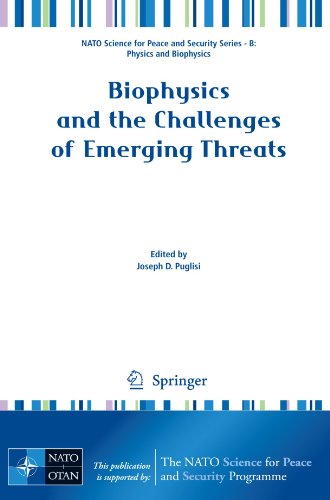 NATO Science for Peace and Security Series - B:
Physics and Biophysics
Biophysics
and the Challenges
of Emerging Threats
Edited by
Joseph D. Puglisi
Springer
NATO
OTAN
This publication
is supported by:
The NATO Science for Peace
and Security Programme